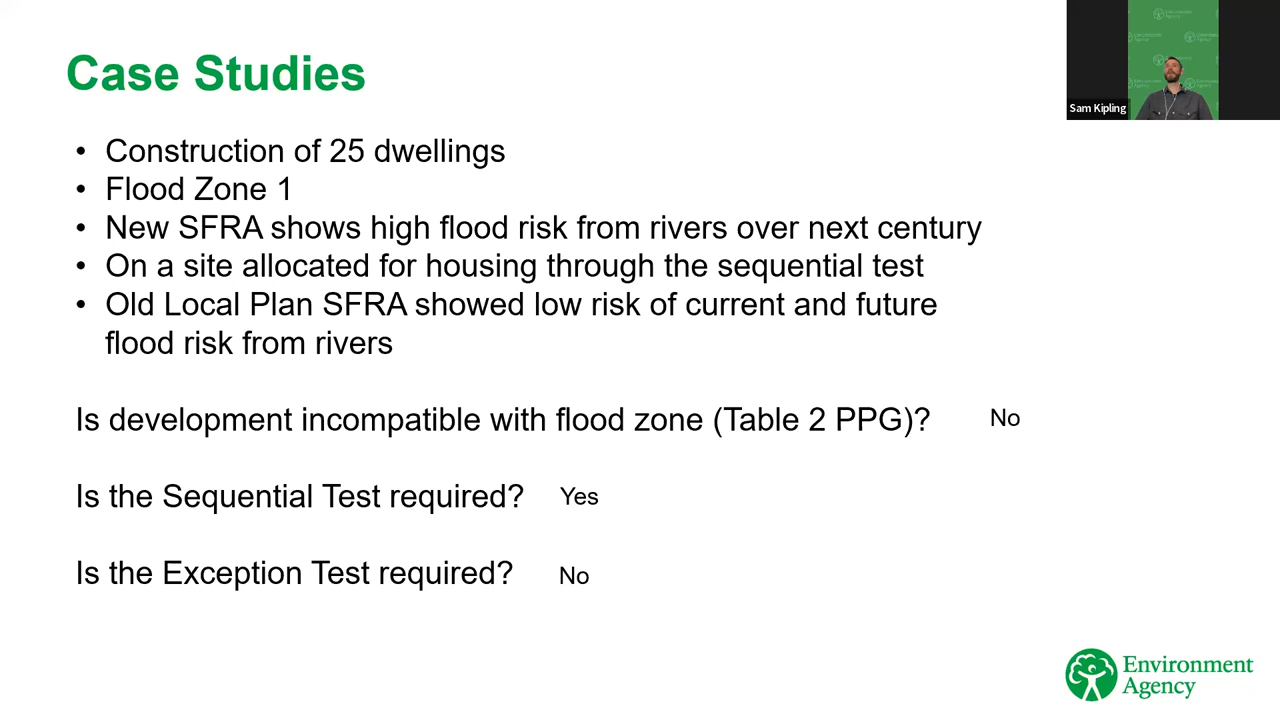 Case Studies
Sam Kipling
• Construction of 25 dwellings
• Flood Zone 1
• New SFRA shows high flood risk from rivers over next century
• On a site allocated for housing through the sequential test
• Old Local Plan SFRA showed low risk of current and future
flood risk from rivers
Is development incompatible with flood zone (Table 2 PPG)? No
Is the Sequential Test required? Yes
Is the Exception Test required? No
Environment
Agency